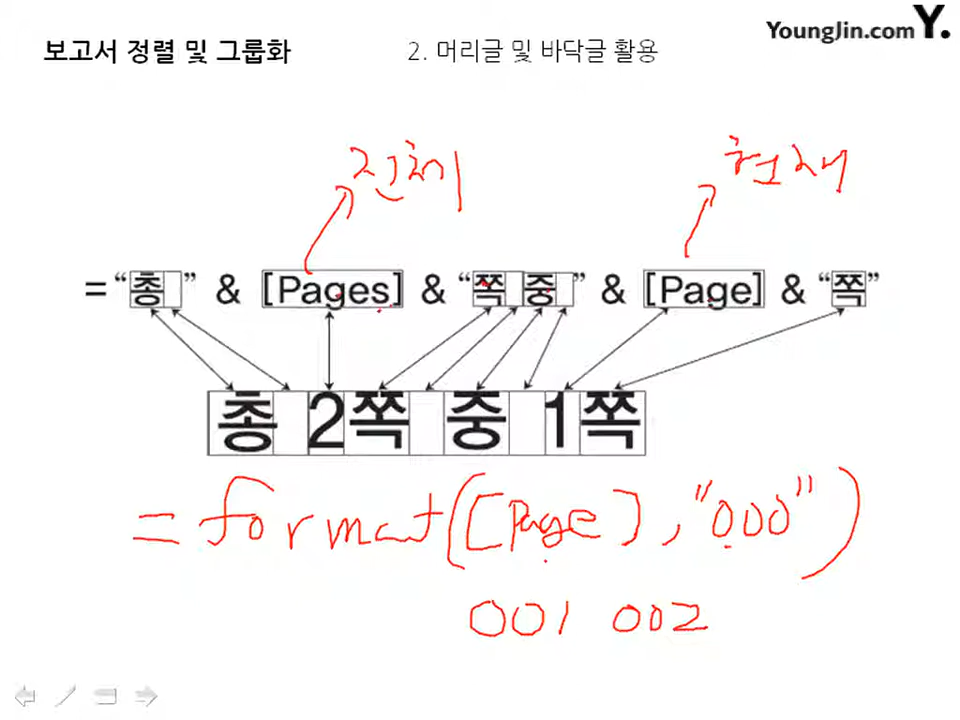 YoungJin.com Y.
보고서 정렬 및 그룹화 2. 머리글 및 바닥글 활용
전체 현재
= “총 ” & [Pages] & “쪽 중 ” & [Page] & “쪽”
총 2쪽 중 1쪽
= format([Page], "000")
001 002